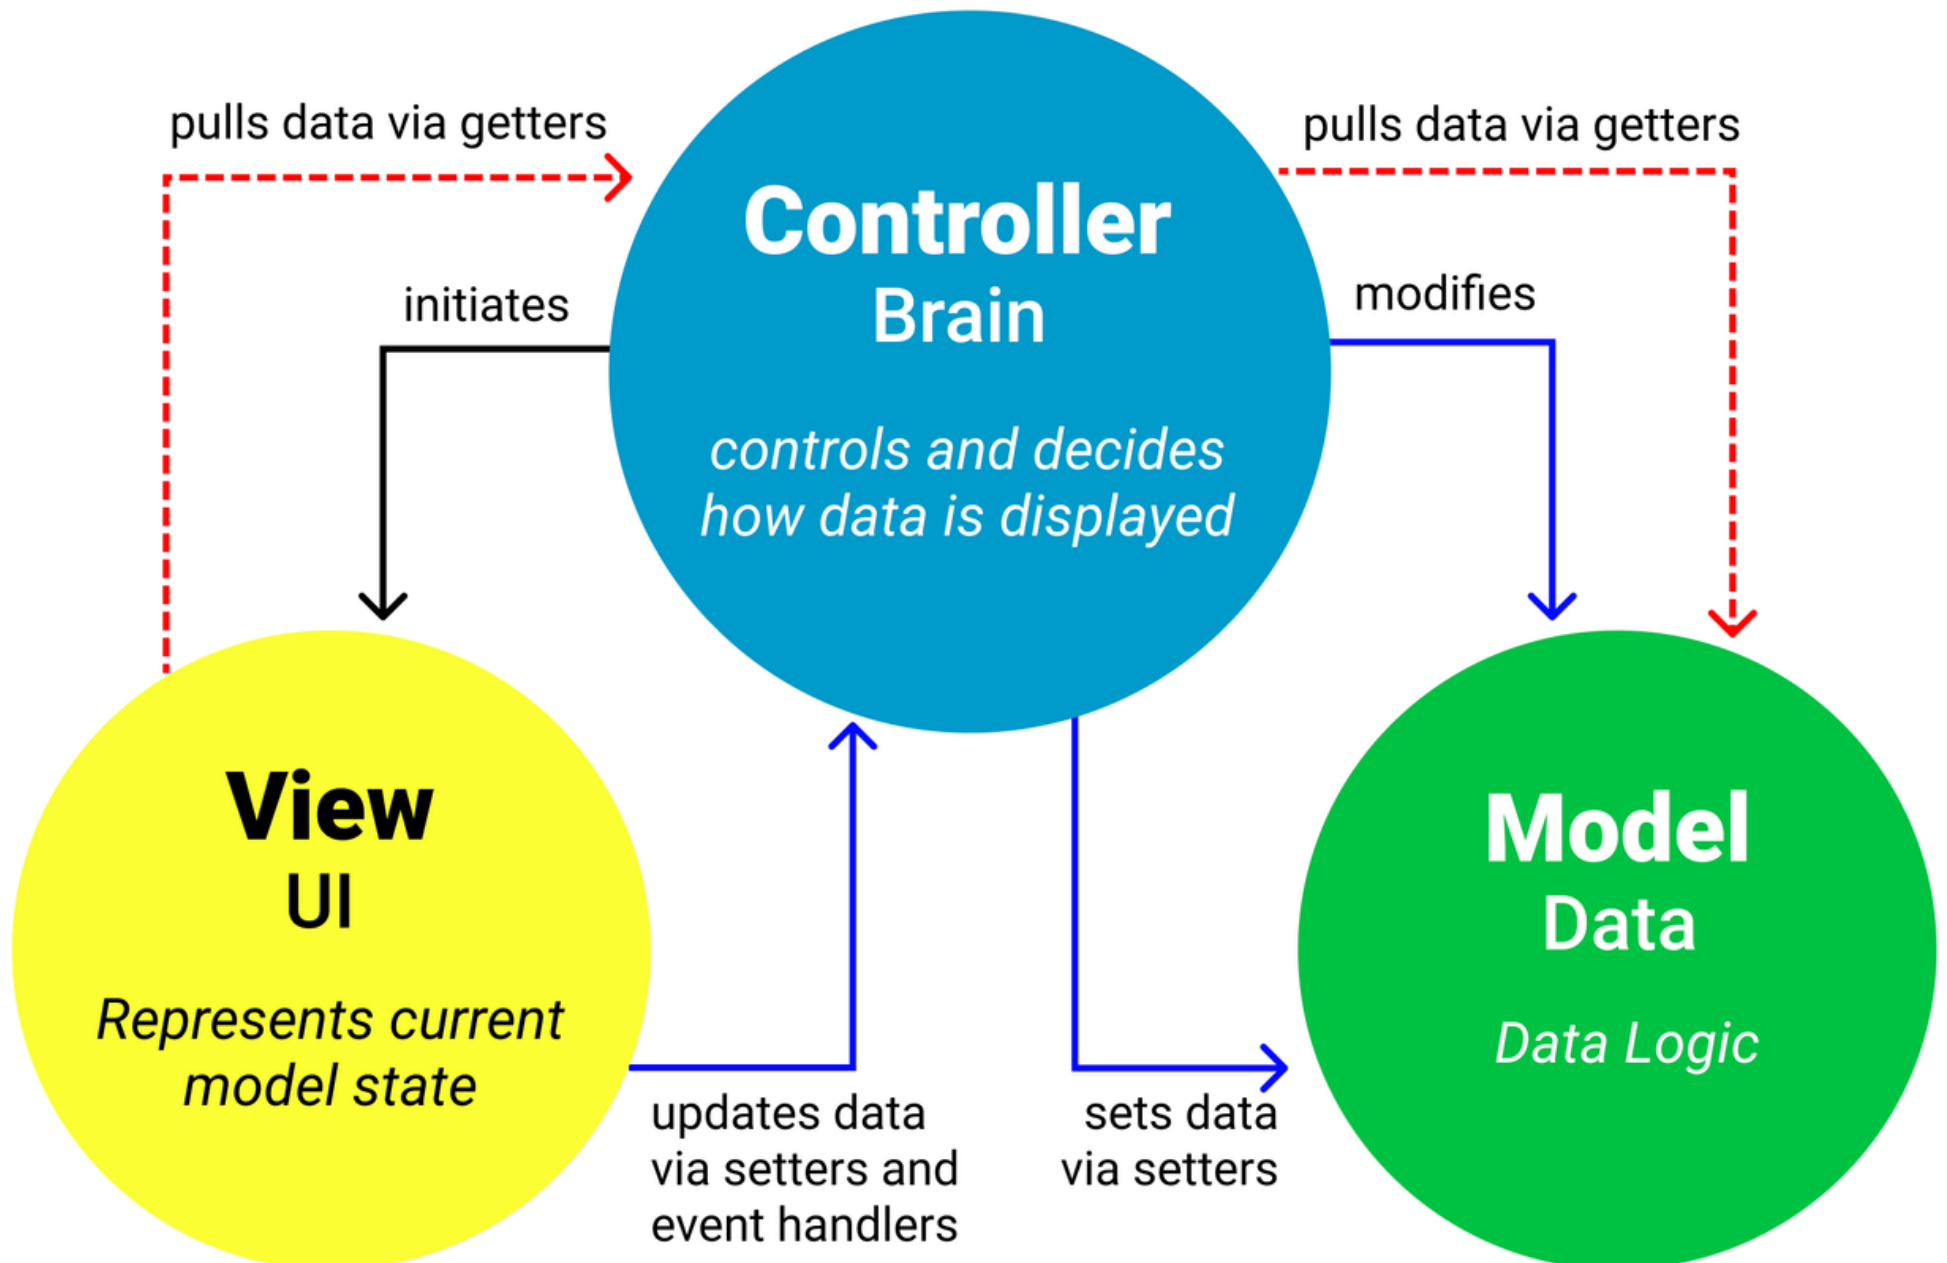 pulls data via getters
pulls data via getters
Controller
Brain
initiates
modifies
controls and decides
how data is displayed
View
UI
Represents current
model state
Model
Data
Data Logic
updates data
via setters and
event handlers
sets data
via setters